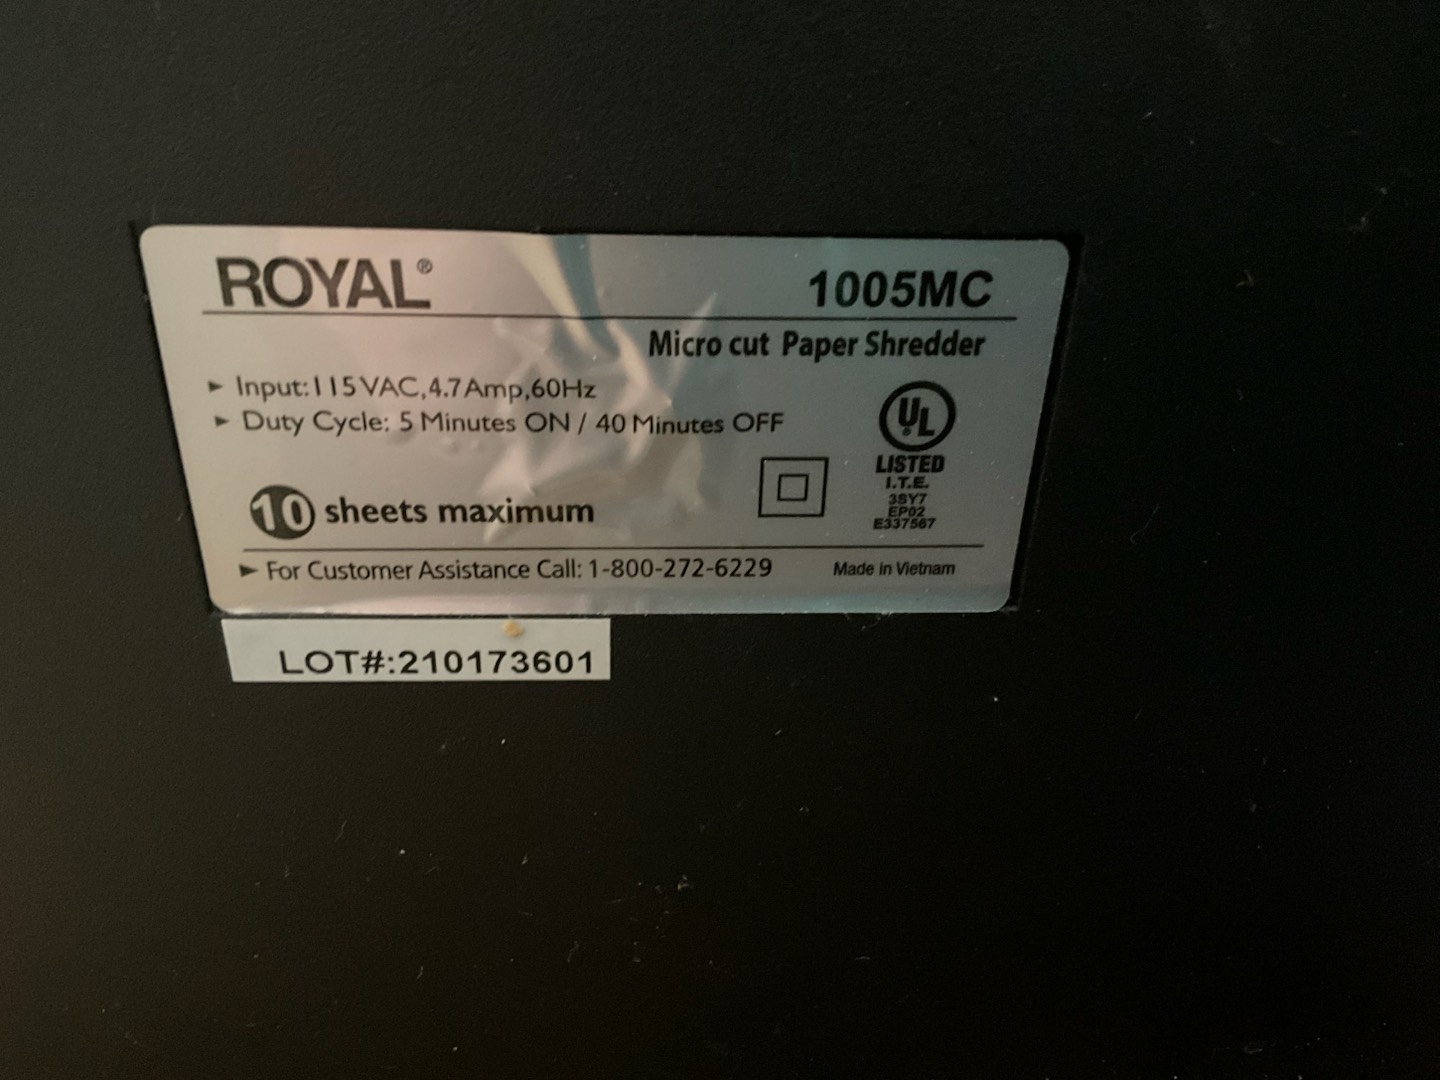 ROYAL®
1005MC
Micro cut Paper Shredder
► Input: 115 VAC, 4.7 Amp, 60Hz
► Duty Cycle: 5 Minutes ON / 40 Minutes OFF
UL
LISTED
I.T.E.
3SY7
EP02
E337567
10 sheets maximum
► For Customer Assistance Call: 1-800-272-6229
Made in Vietnam
LOT#:210173601